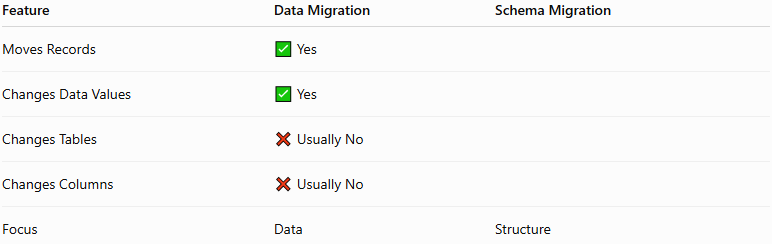 Feature Data Migration Schema Migration
Moves Records ✅ Yes
Changes Data Values ✅ Yes
Changes Tables ❌ Usually No
Changes Columns ❌ Usually No
Focus Data Structure